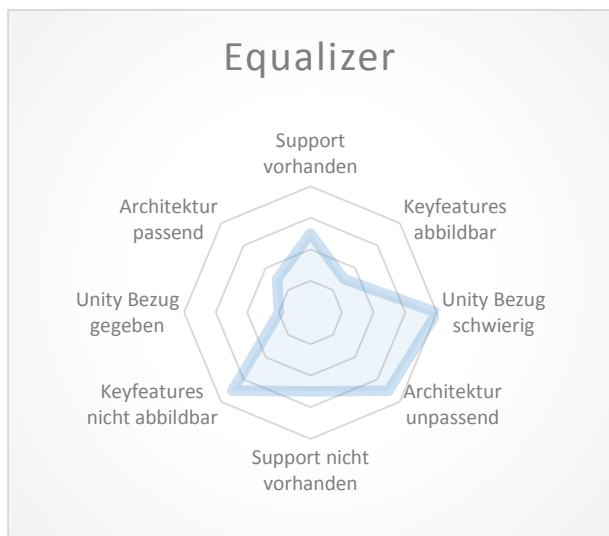 Equalizer
Support
vorhanden
Keyfeatures
abbildbar
Unity Bezug
schwierig
Architektur
unpassend
Support nicht
vorhanden
Keyfeatures
nicht abbildbar
Unity Bezug
gegeben
Architektur
passend